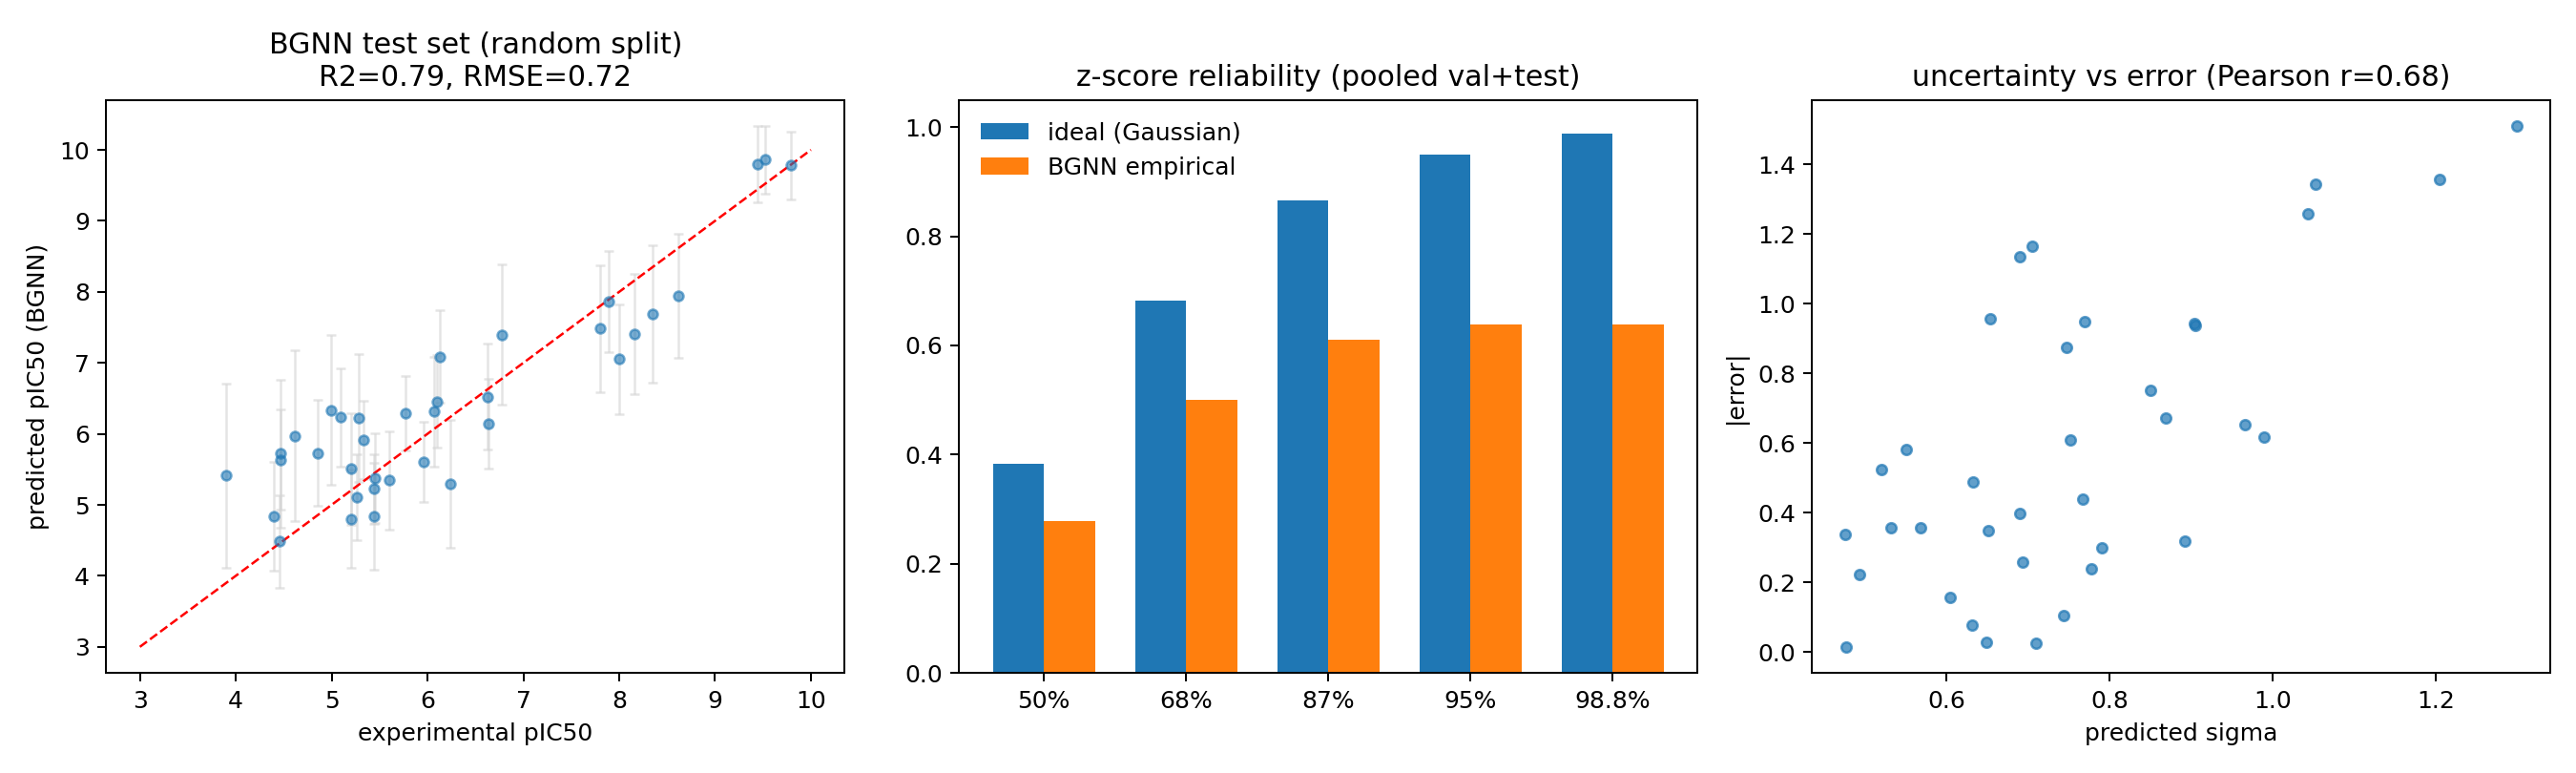 BGNN test set (random split)
R2=0.79, RMSE=0.72
predicted pIC50 (BGNN)
10
9
8
7
6
5
4
3
3 4 5 6 7 8 9 10
experimental pIC50
z-score reliability (pooled val+test)
ideal (Gaussian)
BGNN empirical
1.0
0.8
0.6
0.4
0.2
0.0
50% 68% 87% 95% 98.8%
uncertainty vs error (Pearson r=0.68)
|error|
1.4
1.2
1.0
0.8
0.6
0.4
0.2
0.0
0.6 0.8 1.0 1.2
predicted sigma